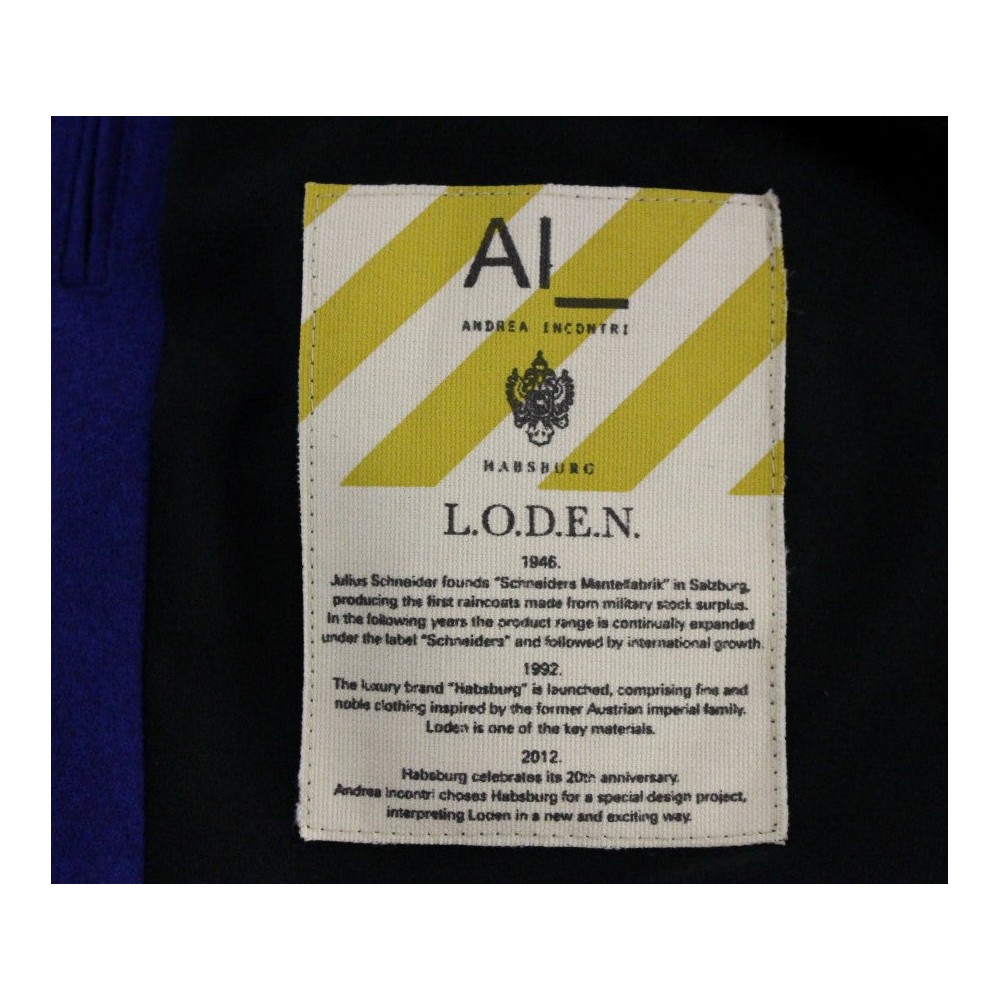 AI_
ANDREA INCONTRI
HABSBURG
L.O.D.E.N.
1946.
Julius Schneider founds "Schneiders Mantelfabrik" in Salzburg,
producing the first raincoats made from military stock surplus.
In the following years the product range is continually expanded
under the label "Schneiders" and followed by international growth.
1992.
The luxury brand "Habsburg" is launched, comprising fine and
noble clothing inspired by the former Austrian imperial family.
Loden is one of the key materials.
2012.
Habsburg celebrates its 20th anniversary.
Andrea Incontri choses Habsburg for a special design project,
interpreting Loden in a new and exciting way.